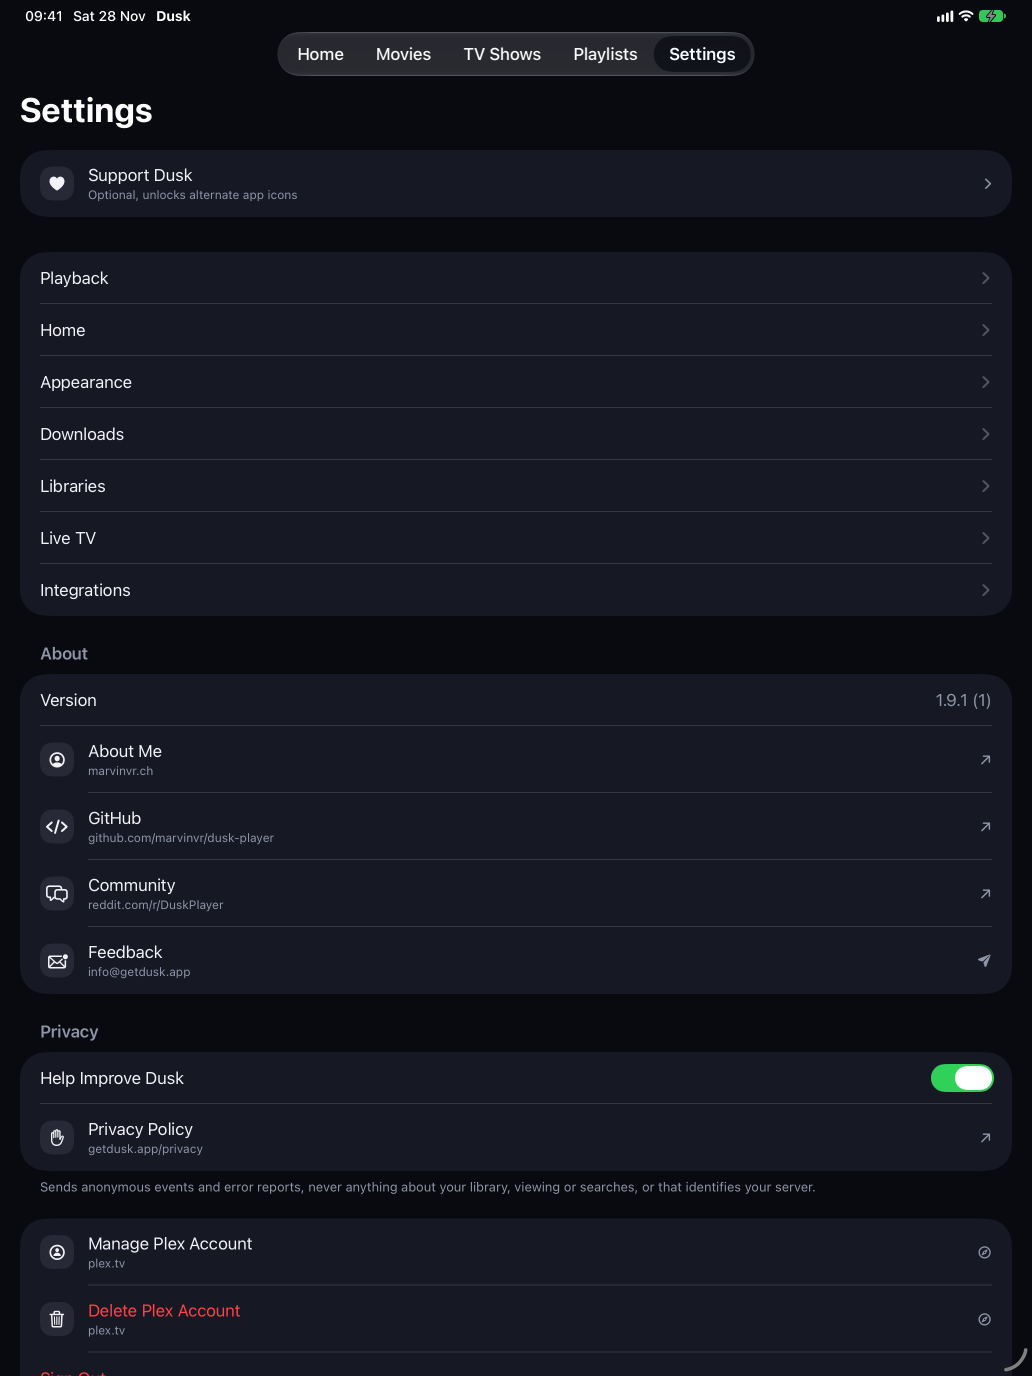 09:41 Sat 28 Nov Dusk
Home Movies TV Shows Playlists Settings
Settings
Support Dusk
Optional, unlocks alternate app icons
Playback
Home
Appearance
Downloads
Libraries
Live TV
Integrations
About
Version 1.9.1 (1)
About Me
marvinvr.ch
GitHub
github.com/marvinvr/dusk-player
Community
reddit.com/r/DuskPlayer
Feedback
info@getdusk.app
Privacy
Help Improve Dusk
Privacy Policy
getdusk.app/privacy
Sends anonymous events and error reports, never anything about your library, viewing or searches, or that identifies your server.
Manage Plex Account
plex.tv
Delete Plex Account
plex.tv
Sign Out